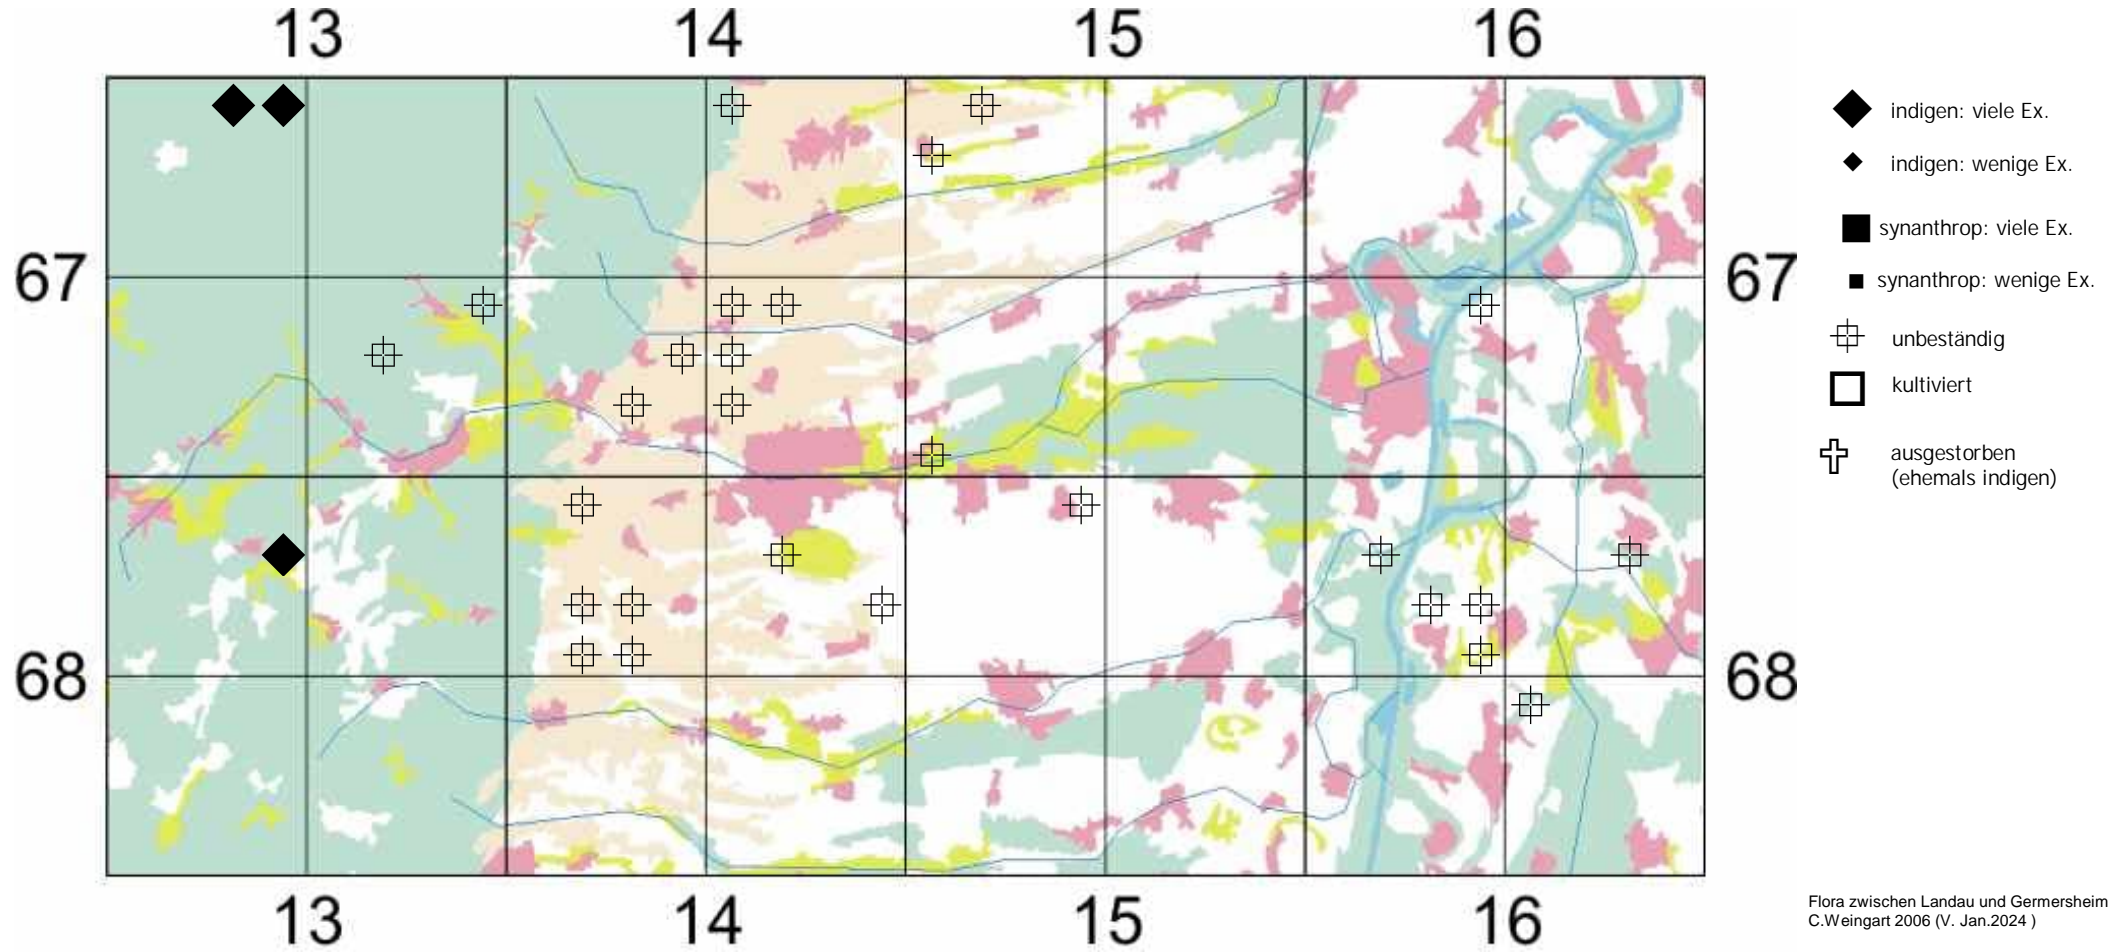 13 14 15 16
indigen: viele Ex.
indigen: wenige Ex.
synanthrop: viele Ex.
67 67
synanthrop: wenige Ex.
unbeständig
kultiviert
ausgestorben
(ehemals indigen)
68 68
13 14 15 16
Flora zwischen Landau und Germersheim
C.Weingart 2006 (V. Jan.2024 )